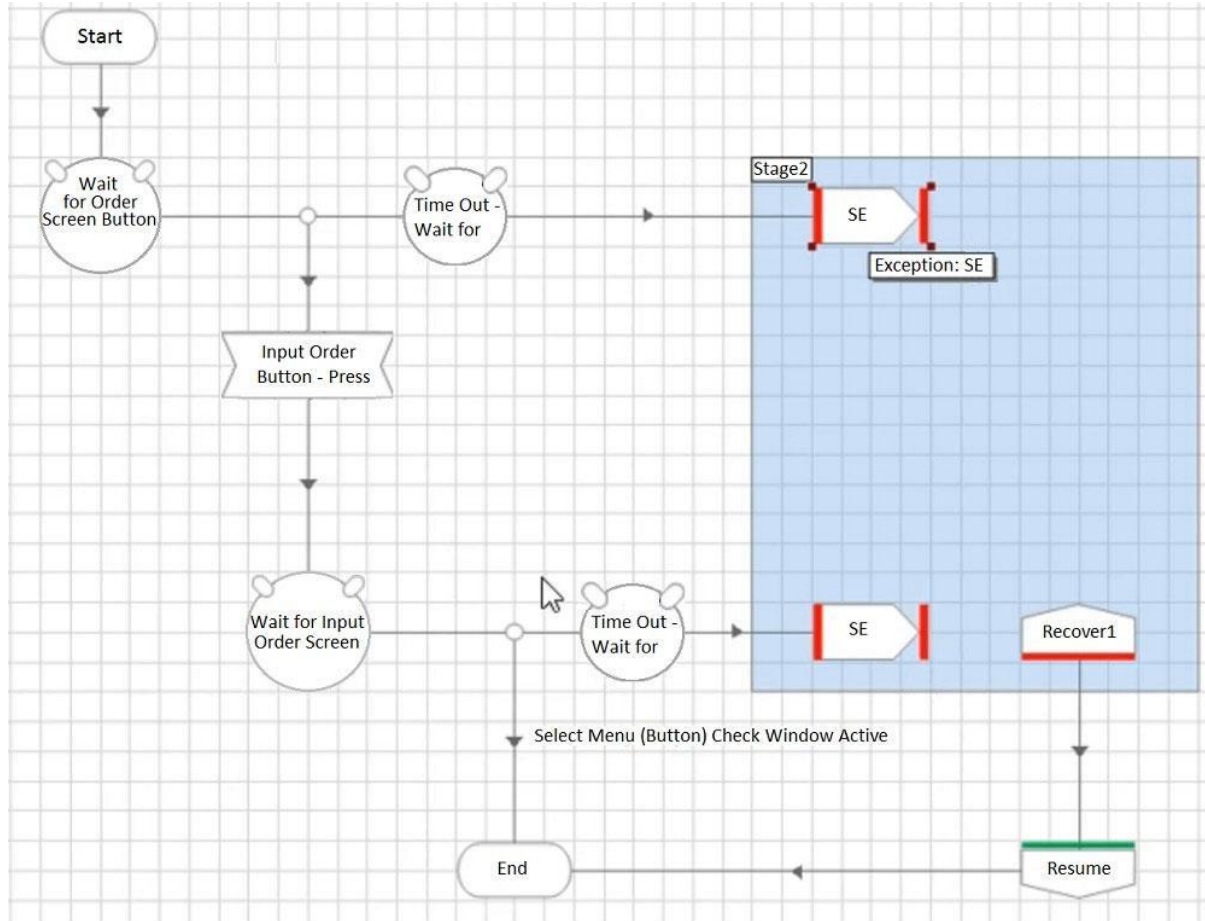 Start
Wait
for Order
Screen Button
Time Out -
Wait for
Stage2
SE
Exception: SE
Input Order
Button - Press
Wait for Input
Order Screen
Time Out -
Wait for
SE
Recover1
Select Menu (Button) Check Window Active
End
Resume